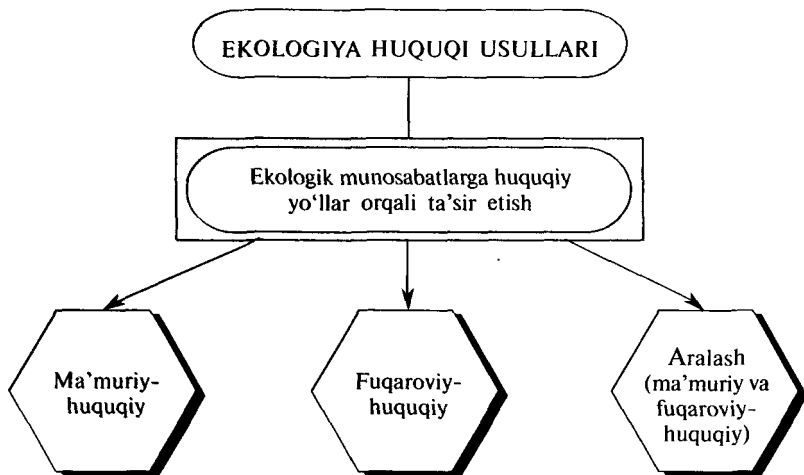 EKOLOGIYA HUQUQI USULLARI
Ekologik munosabatlarga huquqiy
yo‘llar orqali ta’sir etish
Ma’muriy-
huquqiy
Fuqaroviy-
huquqiy
Aralash
(ma’muriy va
fuqaroviy-
huquqiy)